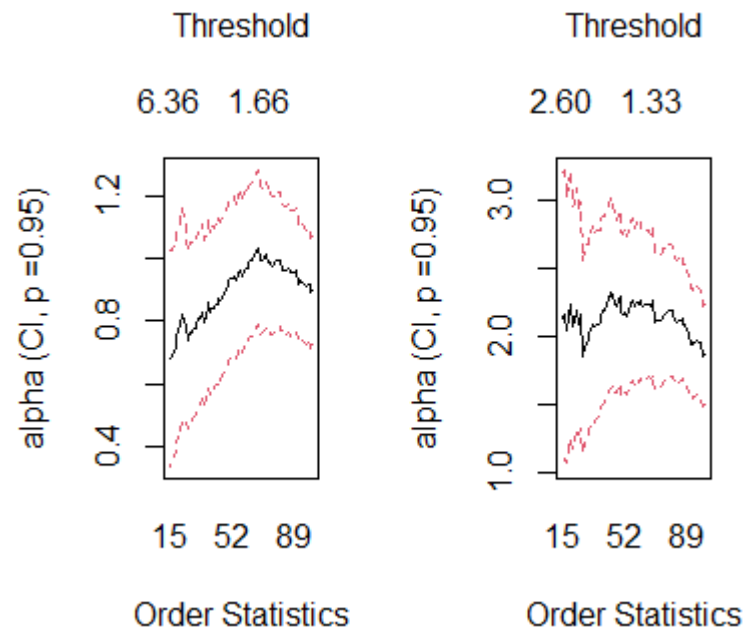 Threshold
6.36 1.66
alpha (CI, p =0.95)
1.2
0.8
0.4
15 52 89
Order Statistics
Threshold
2.60 1.33
alpha (CI, p =0.95)
3.0
2.0
1.0
15 52 89
Order Statistics